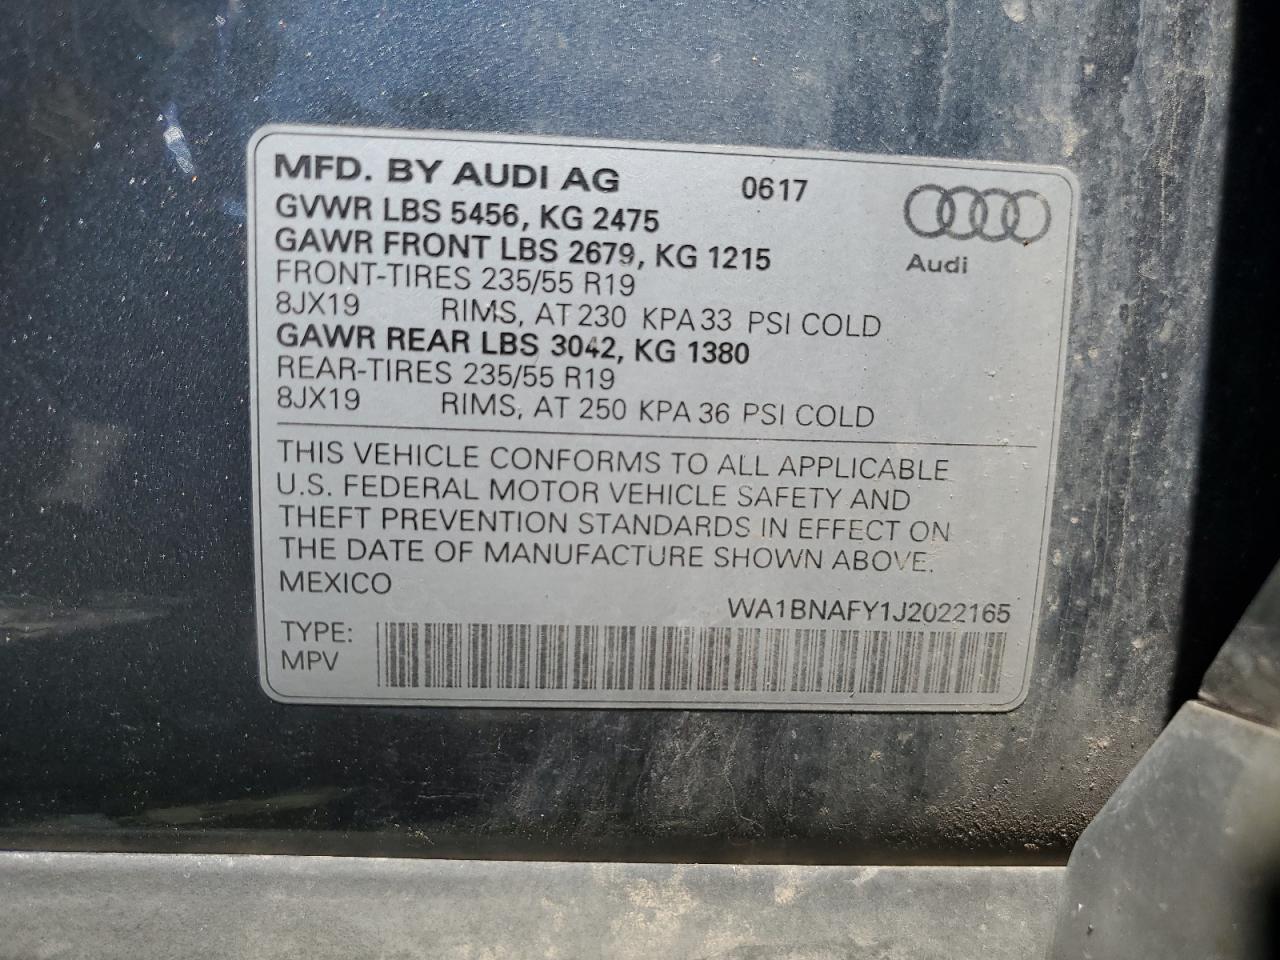 MFD. BY AUDI AG 0617
GVWR LBS 5456, KG 2475
GAWR FRONT LBS 2679, KG 1215
Audi
FRONT-TIRES 235/55 R19
8JX19 RIMS, AT 230 KPA 33 PSI COLD
GAWR REAR LBS 3042, KG 1380
REAR-TIRES 235/55 R19
8JX19 RIMS, AT 250 KPA 36 PSI COLD
THIS VEHICLE CONFORMS TO ALL APPLICABLE
U.S. FEDERAL MOTOR VEHICLE SAFETY AND
THEFT PREVENTION STANDARDS IN EFFECT ON
THE DATE OF MANUFACTURE SHOWN ABOVE.
MEXICO
WA1BNAFY1J2022165
TYPE:
MPV